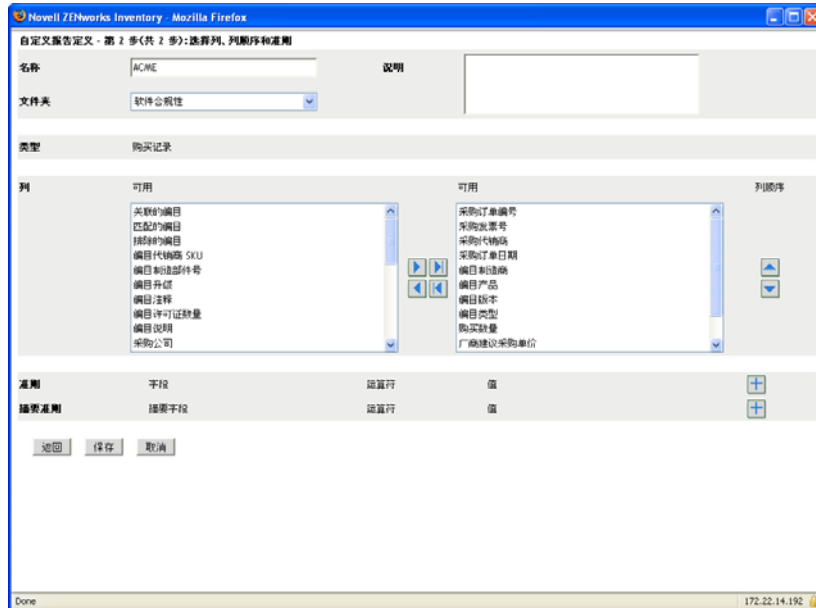 Novell ZENworks Inventory - Mozilla Firefox
自定义报告定义 - 第 2 步(共 2 步):选择列、列顺序和准则
名称 ACME 说明
文件夹 软件合规性
类型 购买记录
列 可用 可用 列顺序
关联的编目 采购订单编号
匹配的编目 采购发票号
排除的编目 采购代销商
编目代销商 SKU 采购订单日期
编目制造部件号 编目制造商
编目升级 编目产品
编目注释 编目版本
编目许可证数量 编目类型
编目说明 购买数量
采购公司 厂商建议采购单价
准则 字段 运算符 值
摘要准则 摘要字段 运算符 值
返回 保存 取消
Done 172.22.14.192